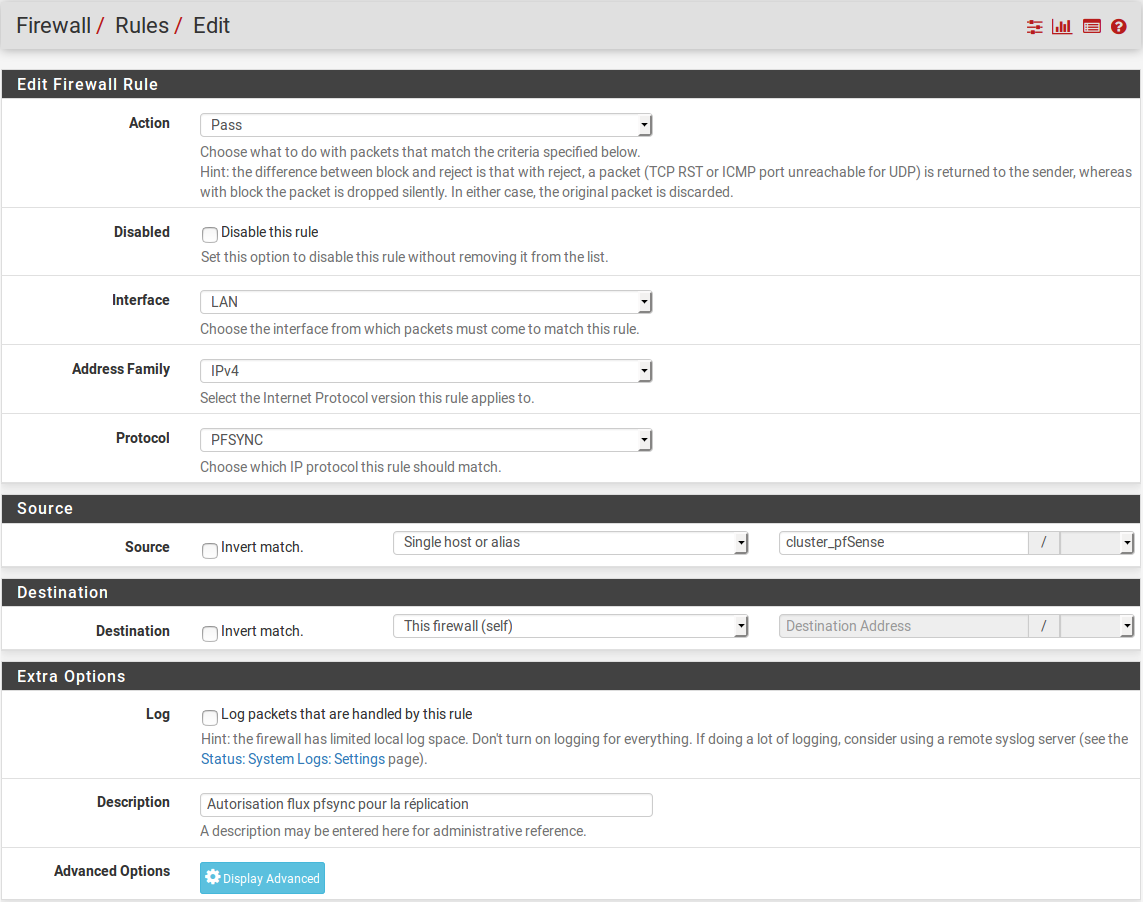 Firewall / Rules / Edit
Edit Firewall Rule
Action
Pass
Choose what to do with packets that match the criteria specified below.
Hint: the difference between block and reject is that with reject, a packet (TCP RST or ICMP port unreachable for UDP) is returned to the sender, whereas
with block the packet is dropped silently. In either case, the original packet is discarded.
Disabled
Disable this rule
Set this option to disable this rule without removing it from the list.
Interface
LAN
Choose the interface from which packets must come to match this rule.
Address Family
IPv4
Select the Internet Protocol version this rule applies to.
Protocol
PFSYNC
Choose which IP protocol this rule should match.
Source
Source Invert match. Single host or alias cluster_pfSense /
Destination
Destination Invert match. This firewall (self) Destination Address /
Extra Options
Log
Log packets that are handled by this rule
Hint: the firewall has limited local log space. Don't turn on logging for everything. If doing a lot of logging, consider using a remote syslog server (see the
Status: System Logs: Settings page).
Description
Autorisation flux pfsync pour la réplication
A description may be entered here for administrative reference.
Advanced Options
Display Advanced